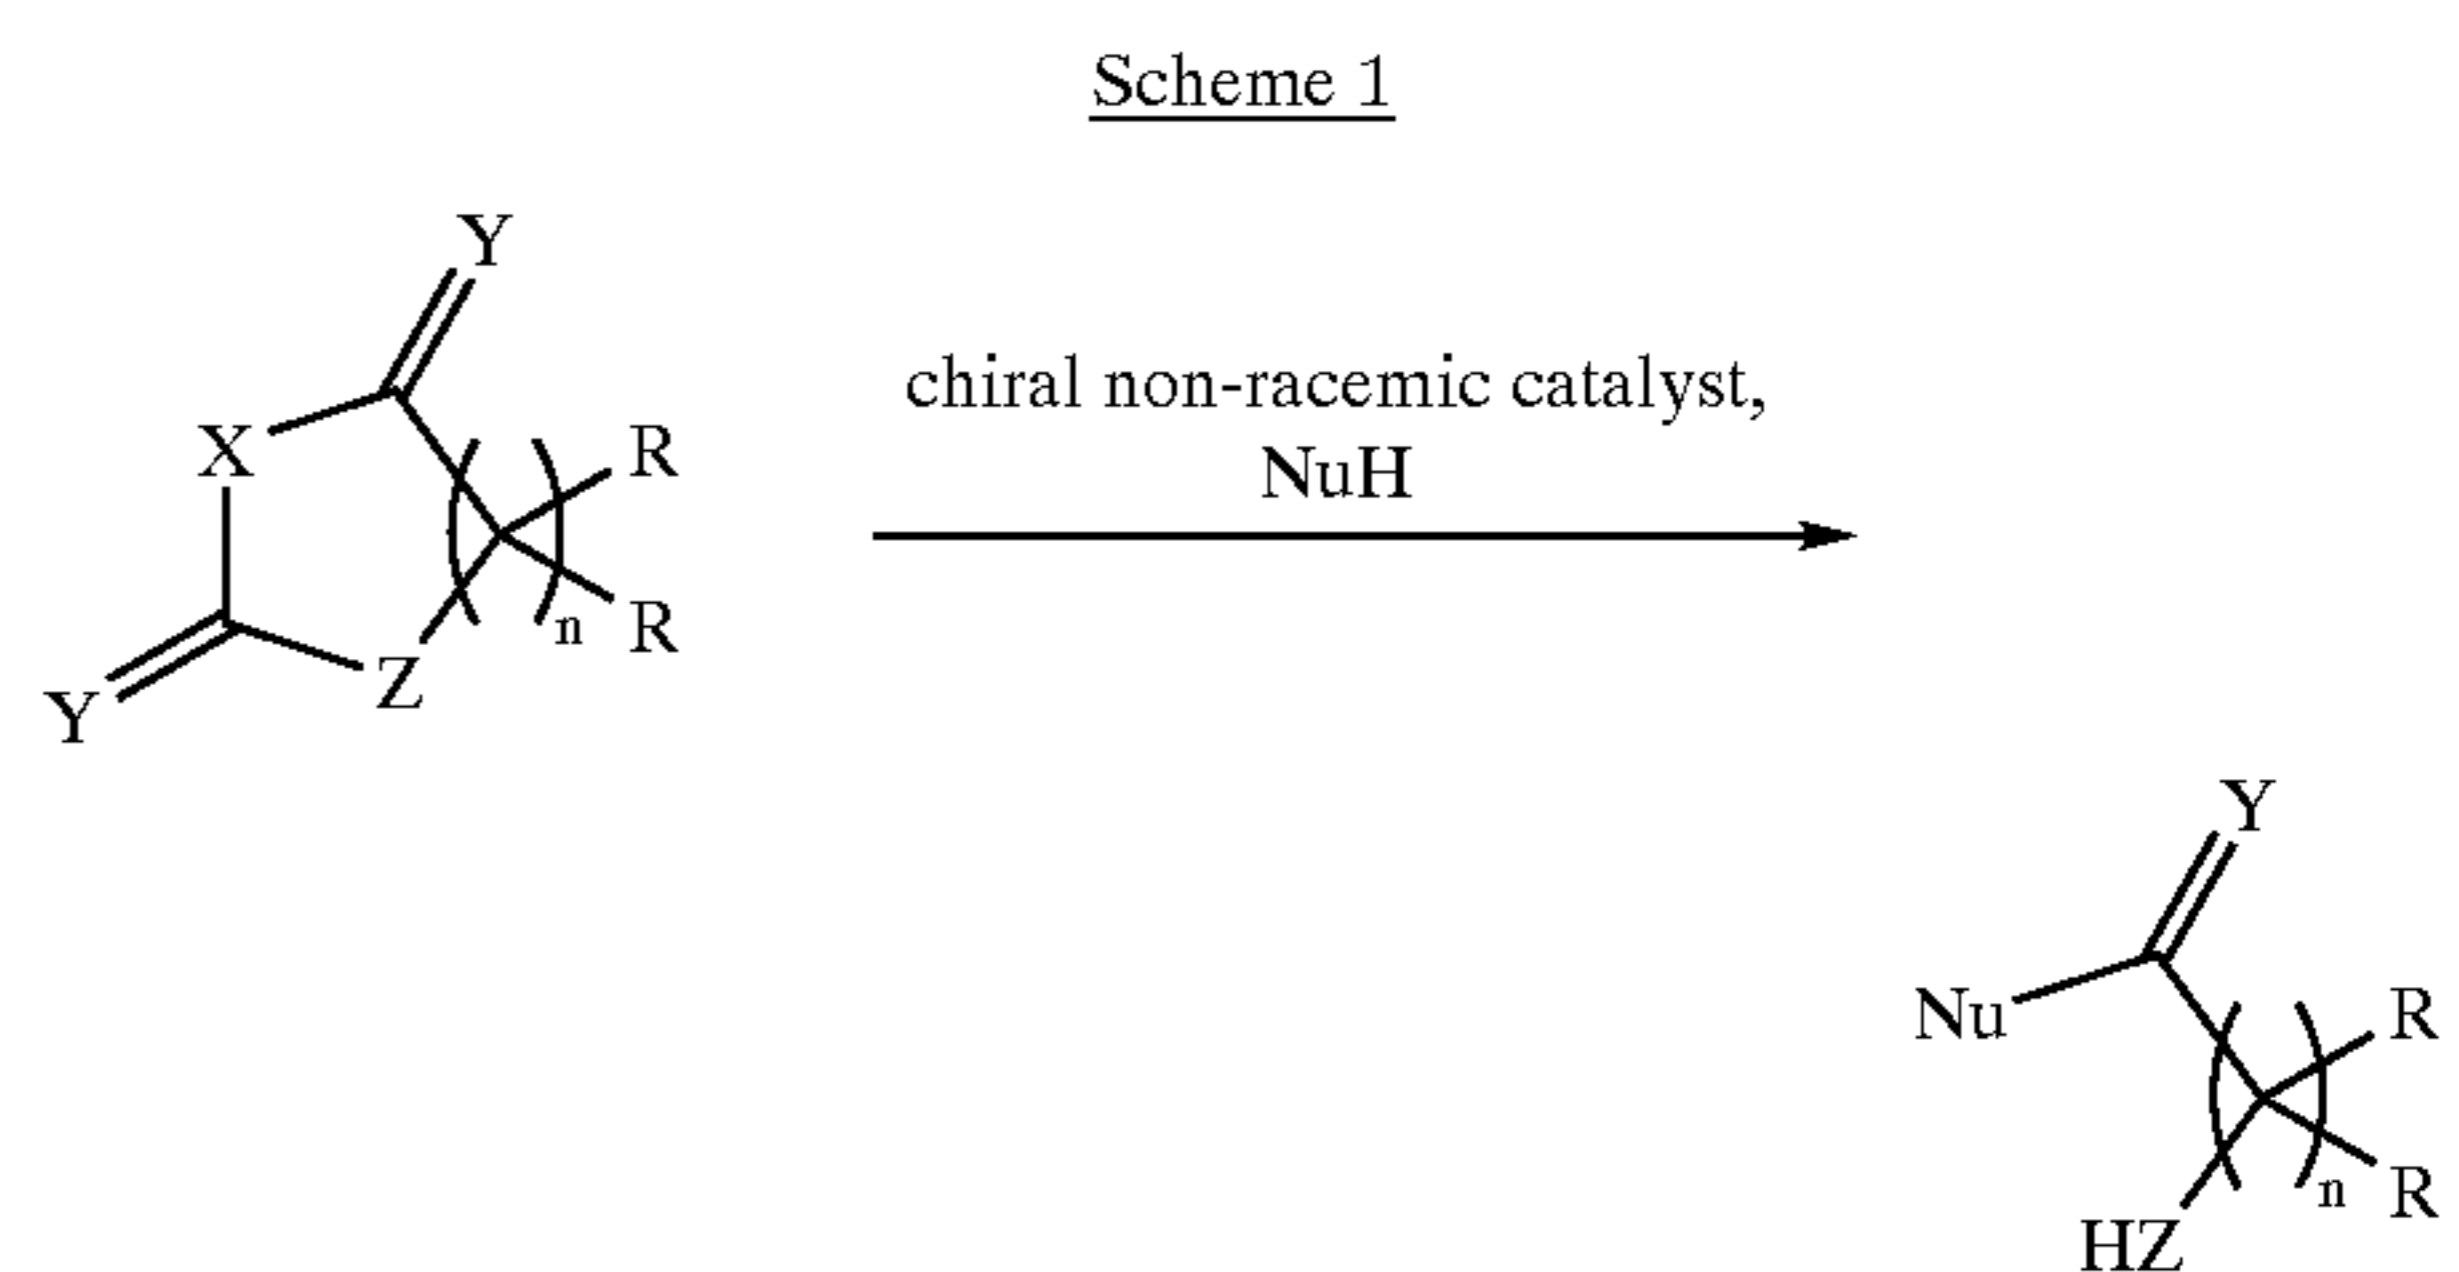 Scheme 1
Y
X
R
R
n
Z
Y
chiral non-racemic catalyst,
NuH
Y
Nu
R
R
n
HZ